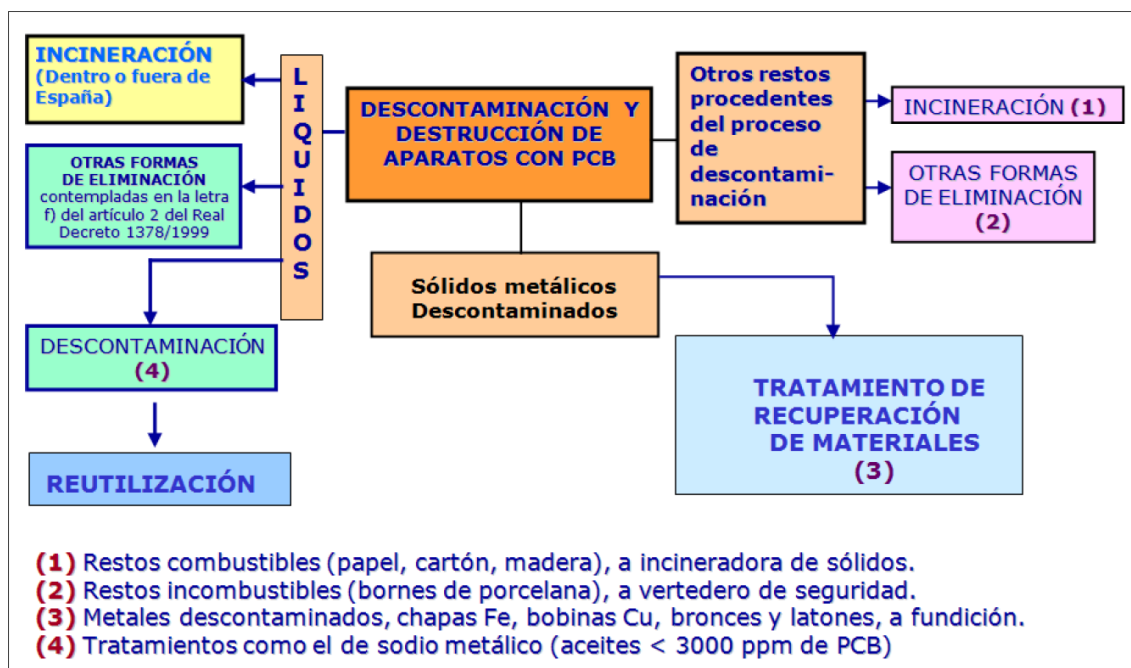 INCINERACIÓN
(Dentro o fuera de
España)
OTRAS FORMAS
DE ELIMINACIÓN
contempladas en la letra
f) del artículo 2 del Real
Decreto 1378/1999
DESCONTAMINACIÓN
(4)
REUTILIZACIÓN
L
I
Q
U
I
D
O
S
DESCONTAMINACIÓN Y
DESTRUCCIÓN DE
APARATOS CON PCB
Sólidos metálicos
Descontaminados
Otros restos
procedentes
del proceso
de
descontami-
nación
INCINERACIÓN (1)
OTRAS FORMAS
DE ELIMINACIÓN
(2)
TRATAMIENTO DE
RECUPERACIÓN
DE MATERIALES
(3)
(1) Restos combustibles (papel, cartón, madera), a incineradora de sólidos.
(2) Restos incombustibles (bornes de porcelana), a vertedero de seguridad.
(3) Metales descontaminados, chapas Fe, bobinas Cu, bronces y latones, a fundición.
(4) Tratamientos como el de sodio metálico (aceites < 3000 ppm de PCB)